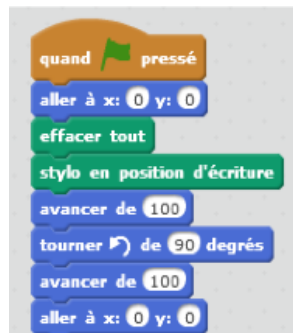 quand pressé
aller à x: 0 y: 0
effacer tout
stylo en position d'écriture
avancer de 100
tourner de 90 degrés
avancer de 100
aller à x: 0 y: 0